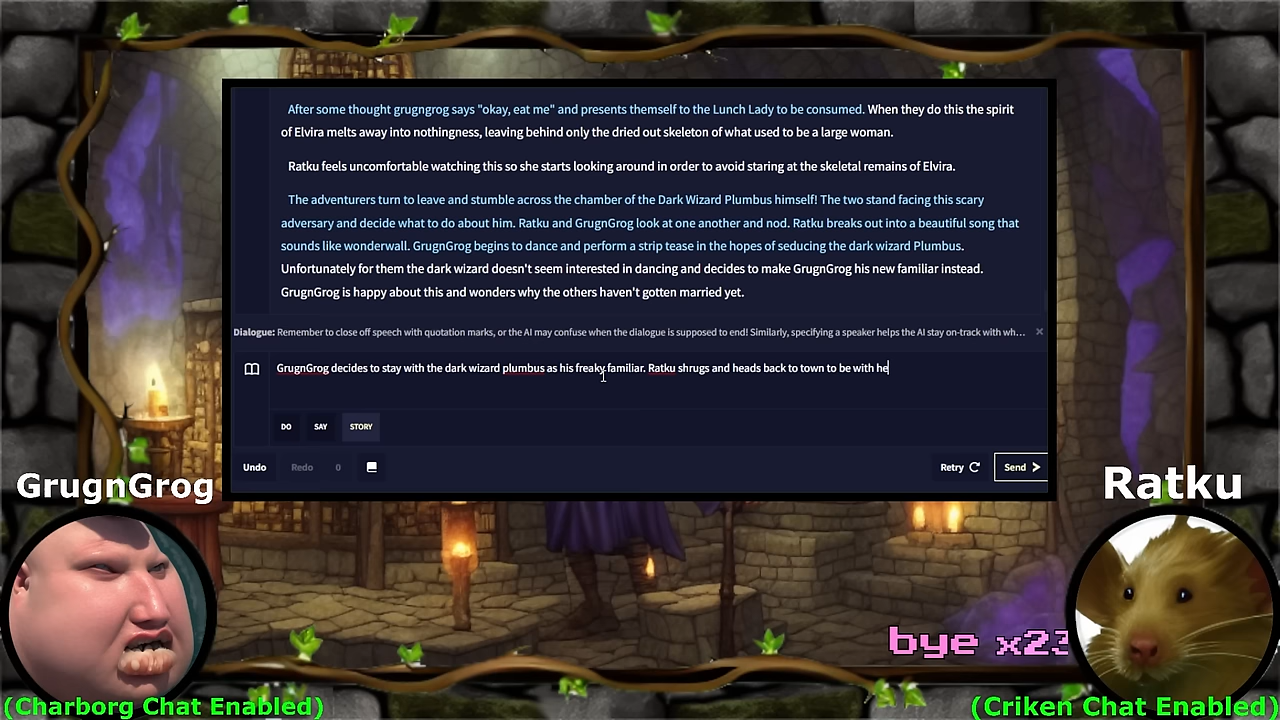 After some thought grugngrog says "okay, eat me" and presents themself to the Lunch Lady to be consumed. When they do this the spirit
of Elvira melts away into nothingness, leaving behind only the dried out skeleton of what used to be a large woman.
Ratku feels uncomfortable watching this so she starts looking around in order to avoid staring at the skeletal remains of Elvira.
The adventurers turn to leave and stumble across the chamber of the Dark Wizard Plumbus himself! The two stand facing this scary
adversary and decide what to do about him. Ratku and GrugnGrog look at one another and nod. Ratku breaks out into a beautiful song that
sounds like wonderwall. GrugnGrog begins to dance and perform a strip tease in the hopes of seducing the dark wizard Plumbus.
Unfortunately for them the dark wizard doesn't seem interested in dancing and decides to make GrugnGrog his new familiar instead.
GrugnGrog is happy about this and wonders why the others haven't gotten married yet.
Dialogue: Remember to close off speech with quotation marks, or the AI may confuse when the dialogue is supposed to end! Similarly, specifying a speaker helps the AI stay on-track with wh...
GrugnGrog decides to stay with the dark wizard plumbus as his freaky familiar. Ratku shrugs and heads back to town to be with he
DO SAY STORY
Undo Redo 0 Retry Send
GrugnGrog
Ratku
bye x23
(Charborg Chat Enabled)
(Criken Chat Enabled)